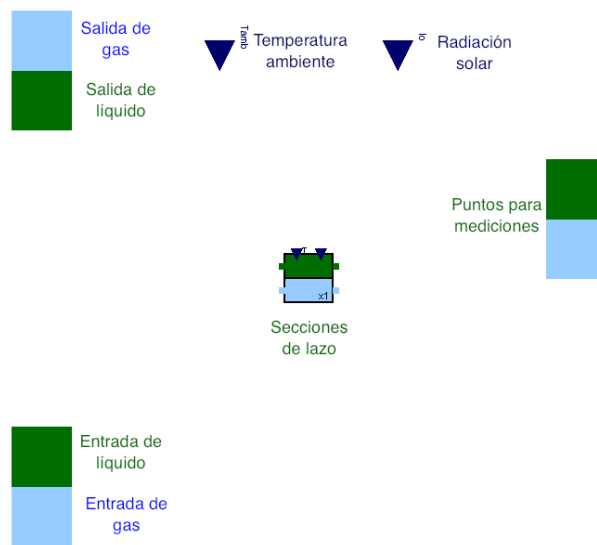 Salida de
gas
Salida de
líquido
Tamb
Temperatura
ambiente
Io
Radiación
solar
Puntos para
mediciones
x1
Secciones
de lazo
Entrada de
líquido
Entrada de
gas